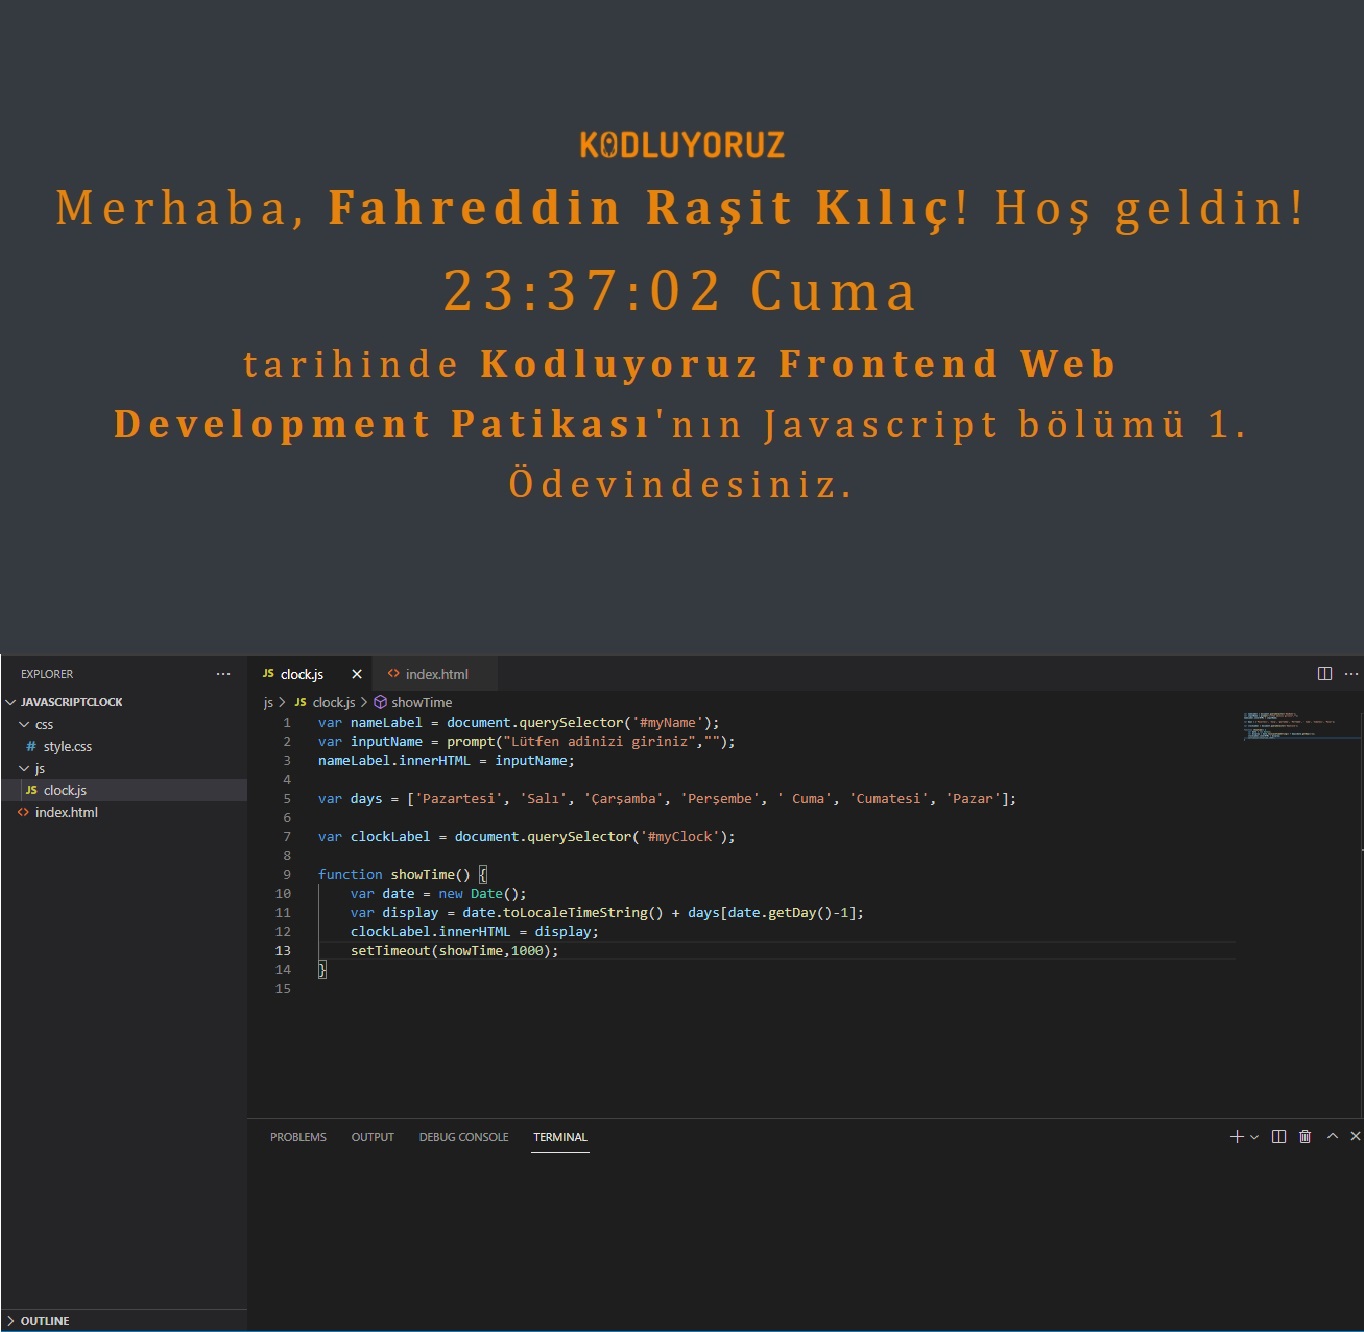 KODLUYORUZ
Merhaba, Fahreddin Raşit Kılıç! Hoş geldin!
23:37:02 Cuma
tarihinde Kodluyoruz Frontend Web
Development Patikası'nın Javascript bölümü 1.
Ödevindesiniz.
EXPLORER ···
JAVASCRIPTCLOCK
css
# style.css
js
JS clock.js
<> index.html
OUTLINE
JS clock.js × <> index.html ···
js > JS clock.js > showTime
1 var nameLabel = document.querySelector('#myName');
2 var inputName = prompt("Lütfen adinizi giriniz","");
3 nameLabel.innerHTML = inputName;
4
5 var days = ['Pazartesi', 'Salı', 'Çarşamba', 'Perşembe', ' Cuma', 'Cumatesi', 'Pazar'];
6
7 var clockLabel = document.querySelector('#myClock');
8
9 function showTime() {
10 var date = new Date();
11 var display = date.toLocaleTimeString() + days[date.getDay()-1];
12 clockLabel.innerHTML = display;
13 setTimeout(showTime,1000);
14 }
15
PROBLEMS OUTPUT DEBUG CONSOLE TERMINAL